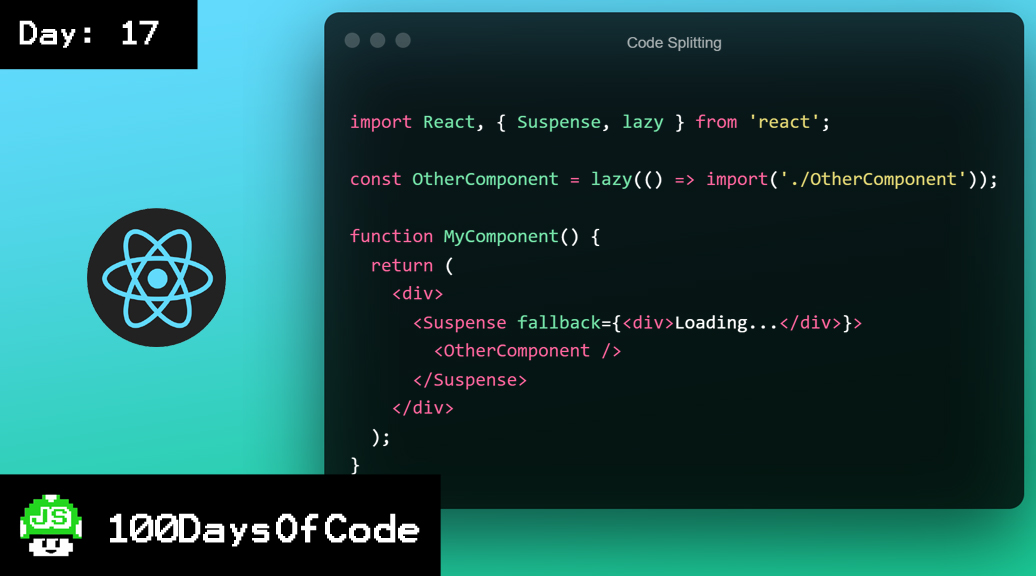 Day: 17
Code Splitting
import React, { Suspense, lazy } from 'react';
const OtherComponent = lazy(() => import('./OtherComponent'));
function MyComponent() {
  return (
    <div>
      <Suspense fallback={<div>Loading...</div>}>
        <OtherComponent />
      </Suspense>
    </div>
  );
}
JS
100DaysOfCode